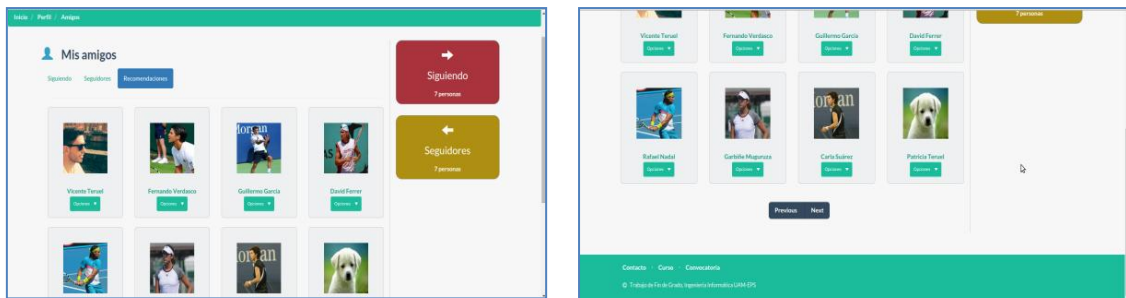 Inicio / Perfil / Amigos
Mis amigos
Siguiendo Seguidores Recomendaciones
Siguiendo
7 personas
Seguidores
7 personas
Vicente Teruel Fernando Verdasco Guillermo García David Ferrer
Opciones Opciones Opciones Opciones
7 personas
Vicente Teruel Fernando Verdasco Guillermo García David Ferrer
Opciones Opciones Opciones Opciones
Rafael Nadal Garbiñe Muguruza Carla Suárez Patricia Teruel
Opciones Opciones Opciones Opciones
Previous Next
Contacto · Curso · Convocatoria
© Trabajo de Fin de Grado, Ingeniería Informática UAM-EPS